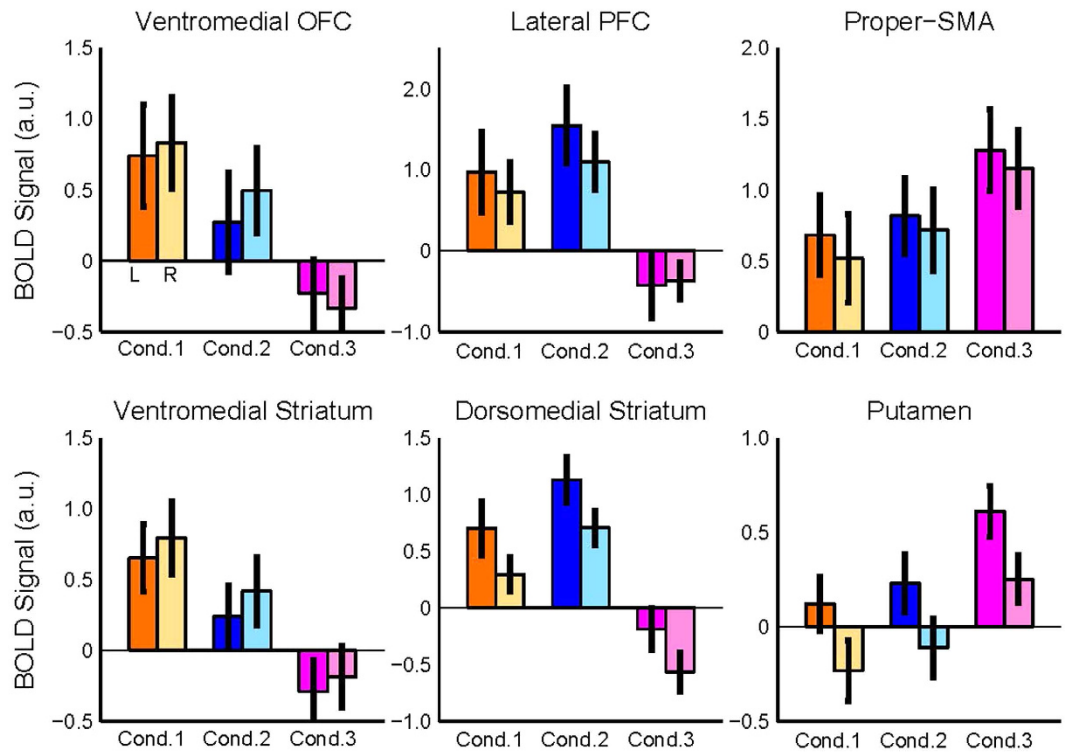 Ventromedial OFC
BOLD Signal (a.u.)
1.5
1.0
0.5
0
−0.5
L R
Cond.1 Cond.2 Cond.3
Lateral PFC
2.0
1.0
0
−1.0
Cond.1 Cond.2 Cond.3
Proper−SMA
2.0
1.5
1.0
0.5
0
Cond.1 Cond.2 Cond.3
Ventromedial Striatum
BOLD Signal (a.u.)
1.5
1.0
0.5
0
−0.5
Cond.1 Cond.2 Cond.3
Dorsomedial Striatum
1.5
1.0
0.5
0
−0.5
−1.0
Cond.1 Cond.2 Cond.3
Putamen
1.0
0.5
0
−0.5
Cond.1 Cond.2 Cond.3